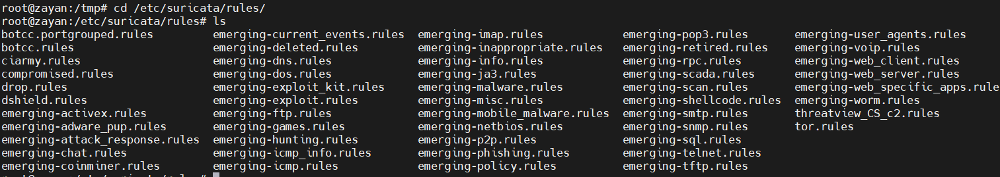 root@zayan:/tmp# cd /etc/suricata/rules/
root@zayan:/etc/suricata/rules# ls
botcc.portgrouped.rules emerging-current_events.rules emerging-imap.rules emerging-pop3.rules emerging-user_agents.rules
botcc.rules emerging-deleted.rules emerging-inappropriate.rules emerging-retired.rules emerging-voip.rules
ciarmy.rules emerging-dns.rules emerging-info.rules emerging-rpc.rules emerging-web_client.rules
compromised.rules emerging-dos.rules emerging-ja3.rules emerging-scada.rules emerging-web_server.rules
drop.rules emerging-exploit_kit.rules emerging-malware.rules emerging-scan.rules emerging-web_specific_apps.rule
dshield.rules emerging-exploit.rules emerging-misc.rules emerging-shellcode.rules emerging-worm.rules
emerging-activex.rules emerging-ftp.rules emerging-mobile_malware.rules emerging-smtp.rules threatview_CS_c2.rules
emerging-adware_pup.rules emerging-games.rules emerging-netbios.rules emerging-snmp.rules tor.rules
emerging-attack_response.rules emerging-hunting.rules emerging-p2p.rules emerging-sql.rules
emerging-chat.rules emerging-icmp_info.rules emerging-phishing.rules emerging-telnet.rules
emerging-coinminer.rules emerging-icmp.rules emerging-policy.rules emerging-tftp.rules